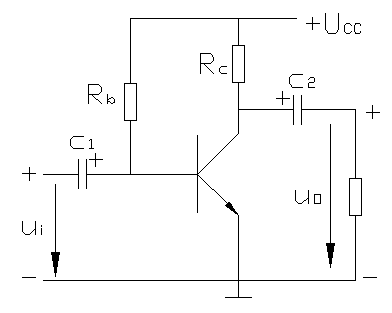 +UCC
Rb
Rc
C1
+
C2
+
+
+
ui
uo
−
−